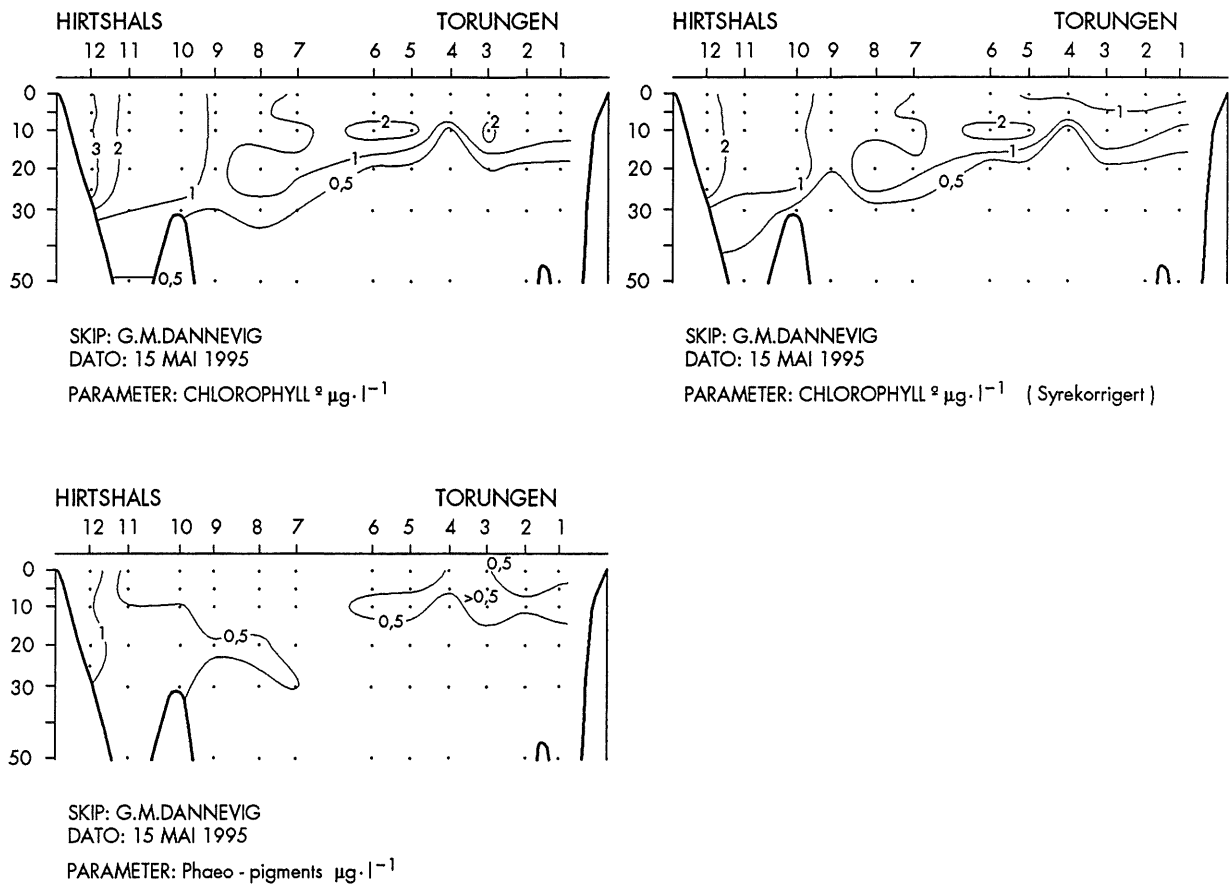 HIRTSHALS TORUNGEN
12 11 10 9 8 7 6 5 4 3 2 1
0
10
20
30
50
3
2
1
2
2
1
0,5
0,5
SKIP: G.M.DANNEVIG
DATO: 15 MAI 1995
PARAMETER: CHLOROPHYLL ª µg·l⁻¹
HIRTSHALS TORUNGEN
12 11 10 9 8 7 6 5 4 3 2 1
0
10
20
30
50
2
1
2
1
1
0,5
SKIP: G.M.DANNEVIG
DATO: 15 MAI 1995
PARAMETER: CHLOROPHYLL ª µg·l⁻¹ ( Syrekorrigert )
HIRTSHALS TORUNGEN
12 11 10 9 8 7 6 5 4 3 2 1
0
10
20
30
50
1
0,5
0,5
>0,5
0,5
SKIP: G.M.DANNEVIG
DATO: 15 MAI 1995
PARAMETER: Phaeo - pigments µg·l⁻¹